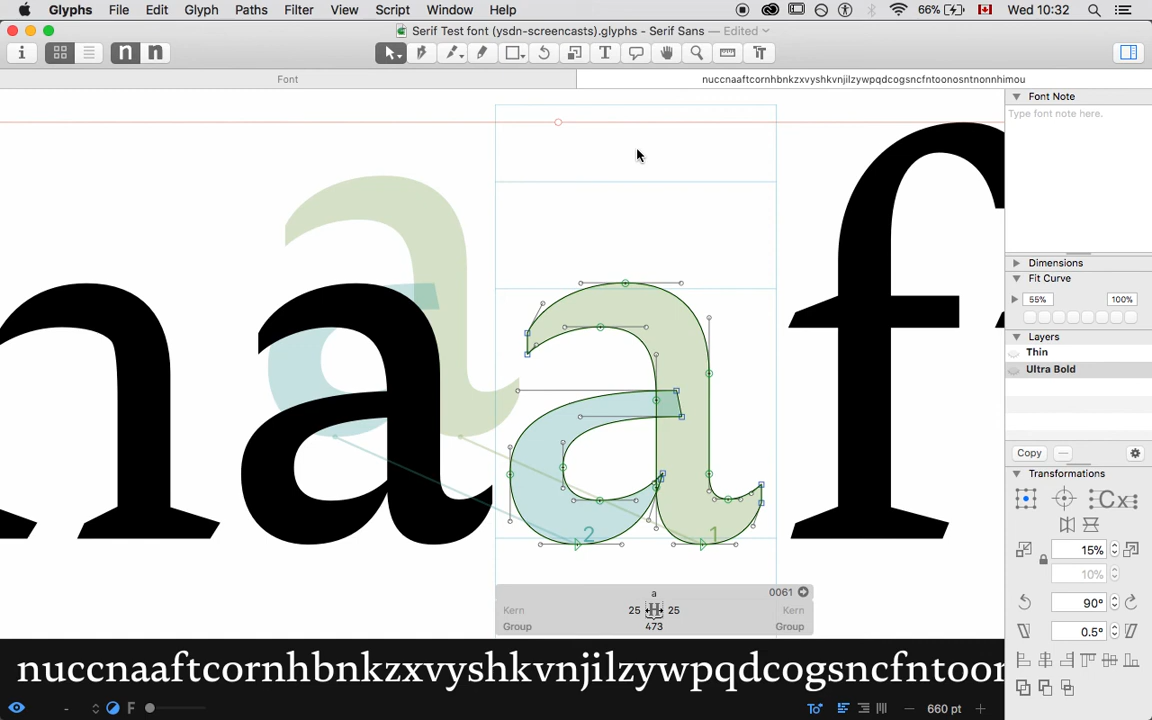 Glyphs File Edit Glyph Paths Filter View Script Window Help 66% Wed 10:32
Serif Test font (ysdn-screencasts).glyphs - Serif Sans — Edited
n n T
Font nuccnaaftcornhbnkzxvyshkvnjilzywpqdcogsncfntoonosntnonnhimou
Font Note
Type font note here.
Dimensions
Fit Curve
55% 100%
Layers
Thin
Ultra Bold
Copy
Transformations
15%
10%
90°
0.5°
n a a f
2 1
a 0061
Kern 25 25 Kern
Group 473 Group
nuccnaaftcornhbnkzxvyshkvnjilzywpqdcogsncfntoon
- F 660 pt